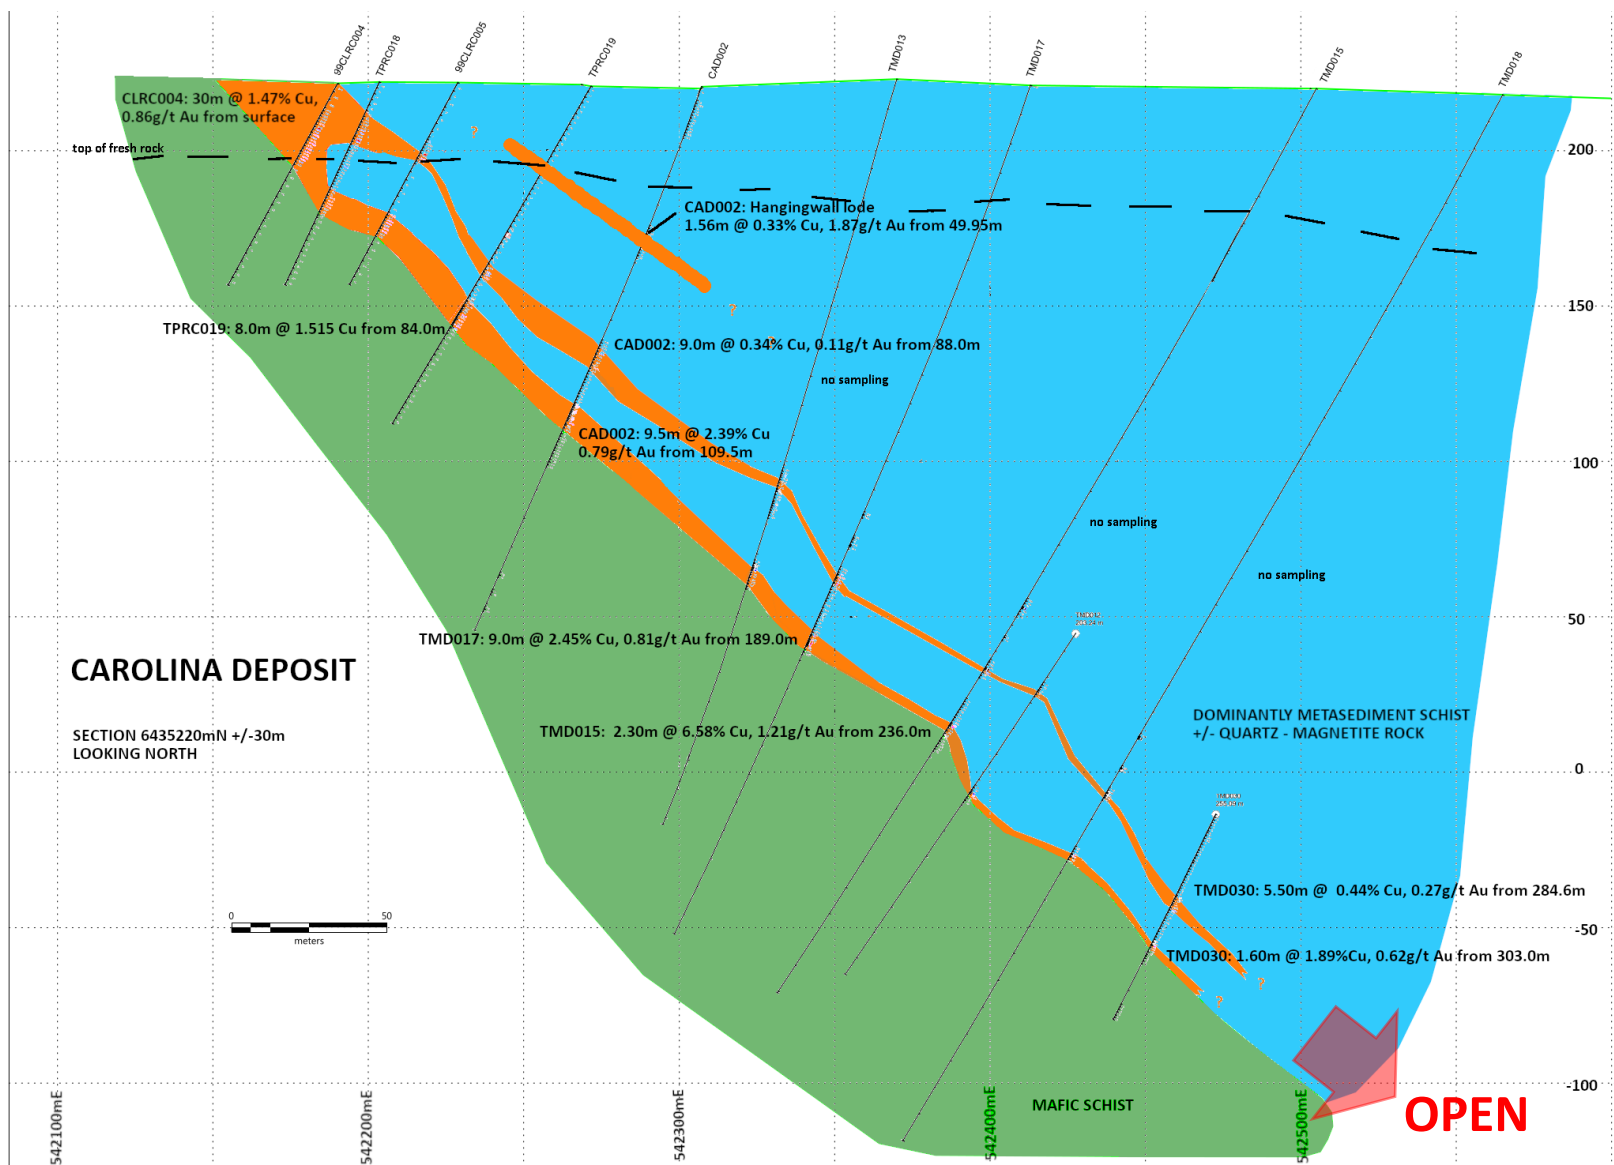 99CLRC004
TPRC018
99CLRC005
TPRC019
CAD002
TMD013
TMD017
TMD015
TMD018
CLRC004: 30m @ 1.47% Cu,
0.86g/t Au from surface
top of fresh rock
?
200
CAD002: Hangingwall lode
1.56m @ 0.33% Cu, 1.87g/t Au from 49.95m
?
150
TPRC019: 8.0m @ 1.515 Cu from 84.0m
CAD002: 9.0m @ 0.34% Cu, 0.11g/t Au from 88.0m
no sampling
CAD002: 9.5m @ 2.39% Cu
0.79g/t Au from 109.5m
100
no sampling
no sampling
50
TMD017: 9.0m @ 2.45% Cu, 0.81g/t Au from 189.0m
CAROLINA DEPOSIT
SECTION 6435220mN +/-30m
LOOKING NORTH
TMD015: 2.30m @ 6.58% Cu, 1.21g/t Au from 236.0m
DOMINANTLY METASEDIMENT SCHIST
+/- QUARTZ - MAGNETITE ROCK
0
TMD030: 5.50m @ 0.44% Cu, 0.27g/t Au from 284.6m
0 50
meters
-50
TMD030: 1.60m @ 1.89%Cu, 0.62g/t Au from 303.0m
?
?
-100
MAFIC SCHIST
OPEN
542100mE
542200mE
542300mE
542400mE
542500mE